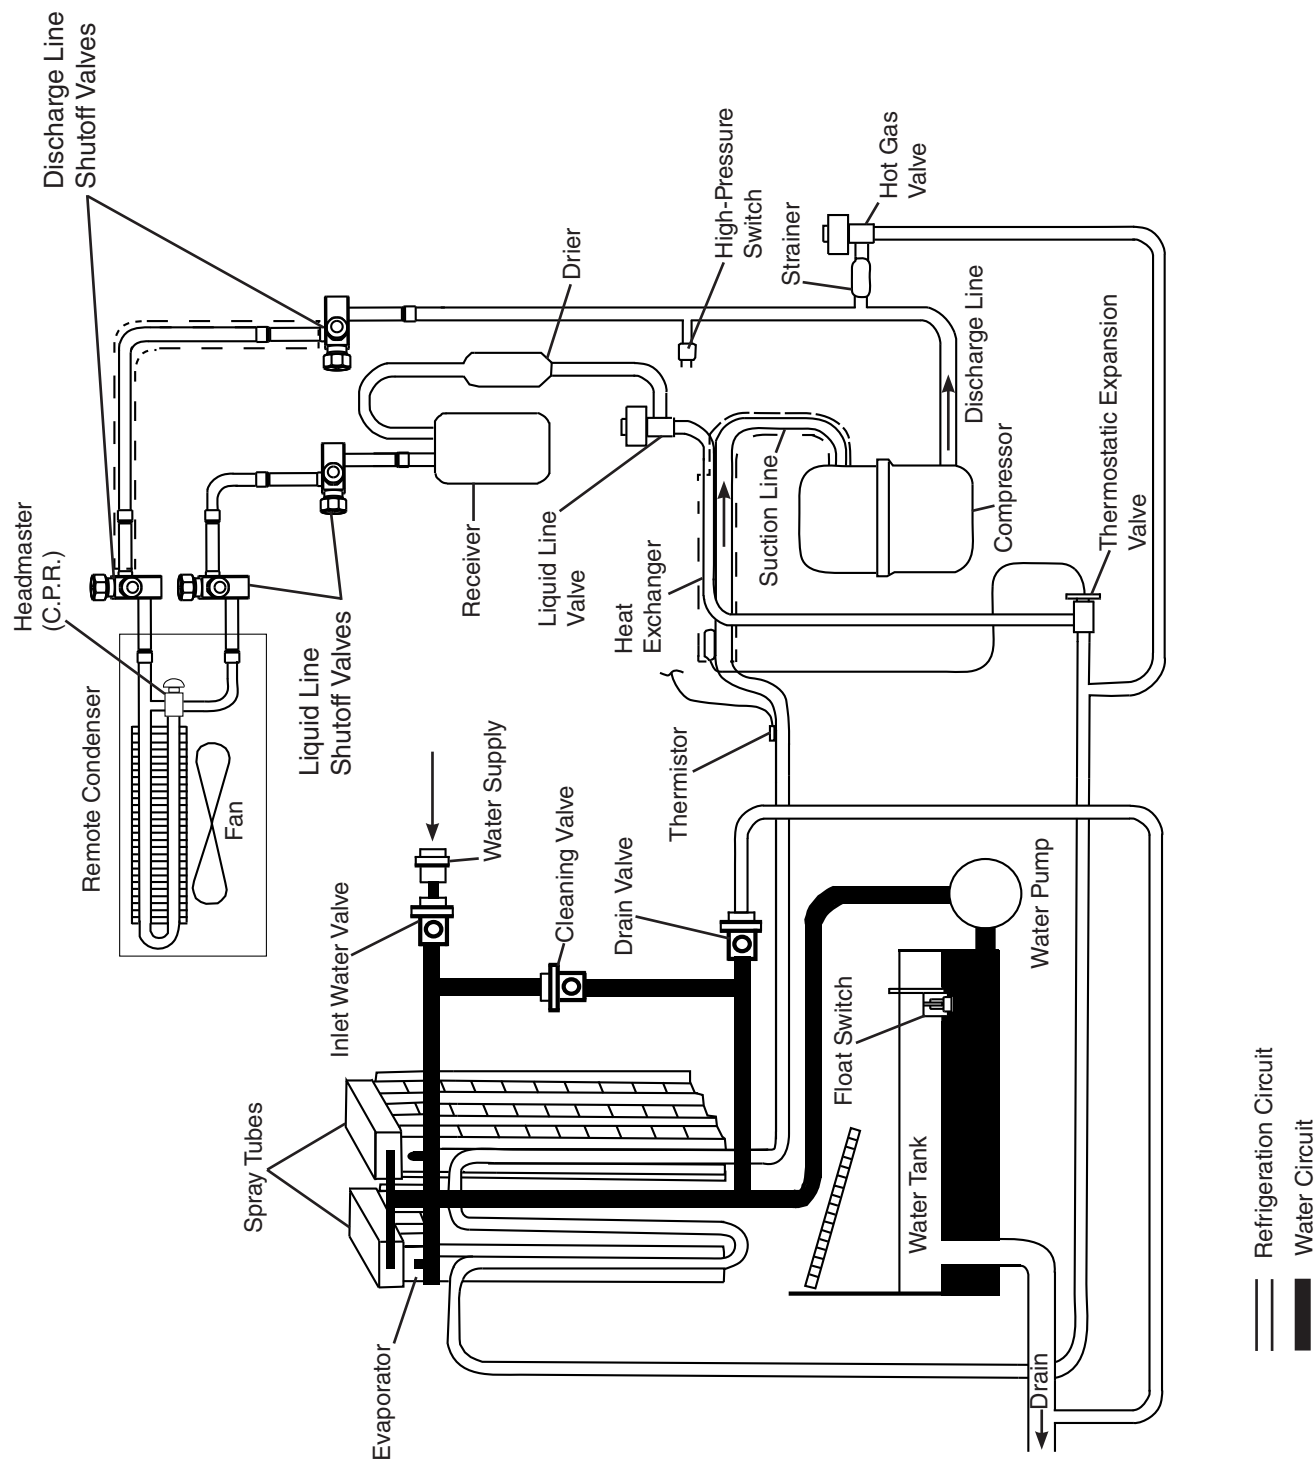 Discharge Line
Shutoff Valves
Headmaster
(C.P.R.)
Remote Condenser
Fan
Liquid Line
Shutoff Valves
Drier
Receiver
High-Pressure
Switch
Strainer
Hot Gas
Valve
Liquid Line
Valve
Heat
Exchanger
Suction Line
Discharge Line
Compressor
Thermostatic Expansion
Valve
Thermistor
Water Supply
Inlet Water Valve
Cleaning Valve
Drain Valve
Water Pump
Float Switch
Water Tank
Spray Tubes
Evaporator
Drain
Refrigeration Circuit
Water Circuit